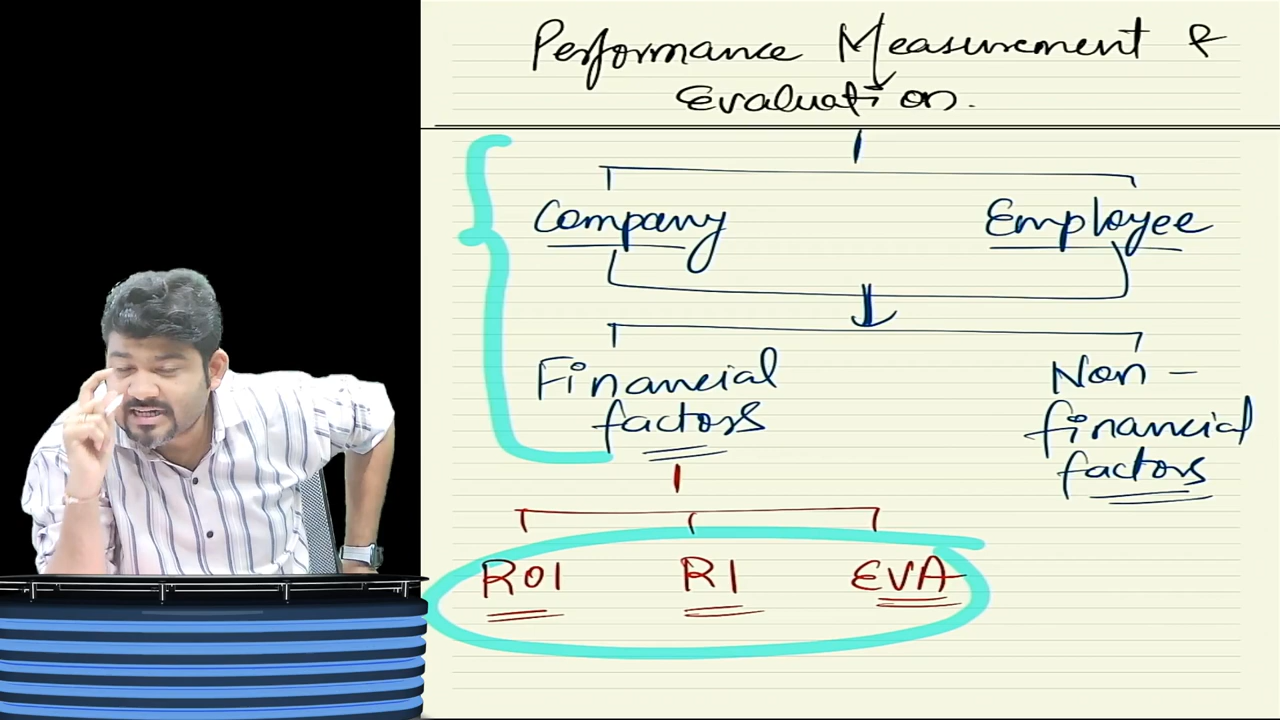 Performance Measurement &
Evaluation.
Company Employee
Financial Non-
factors financial
factors
ROI RI EVA